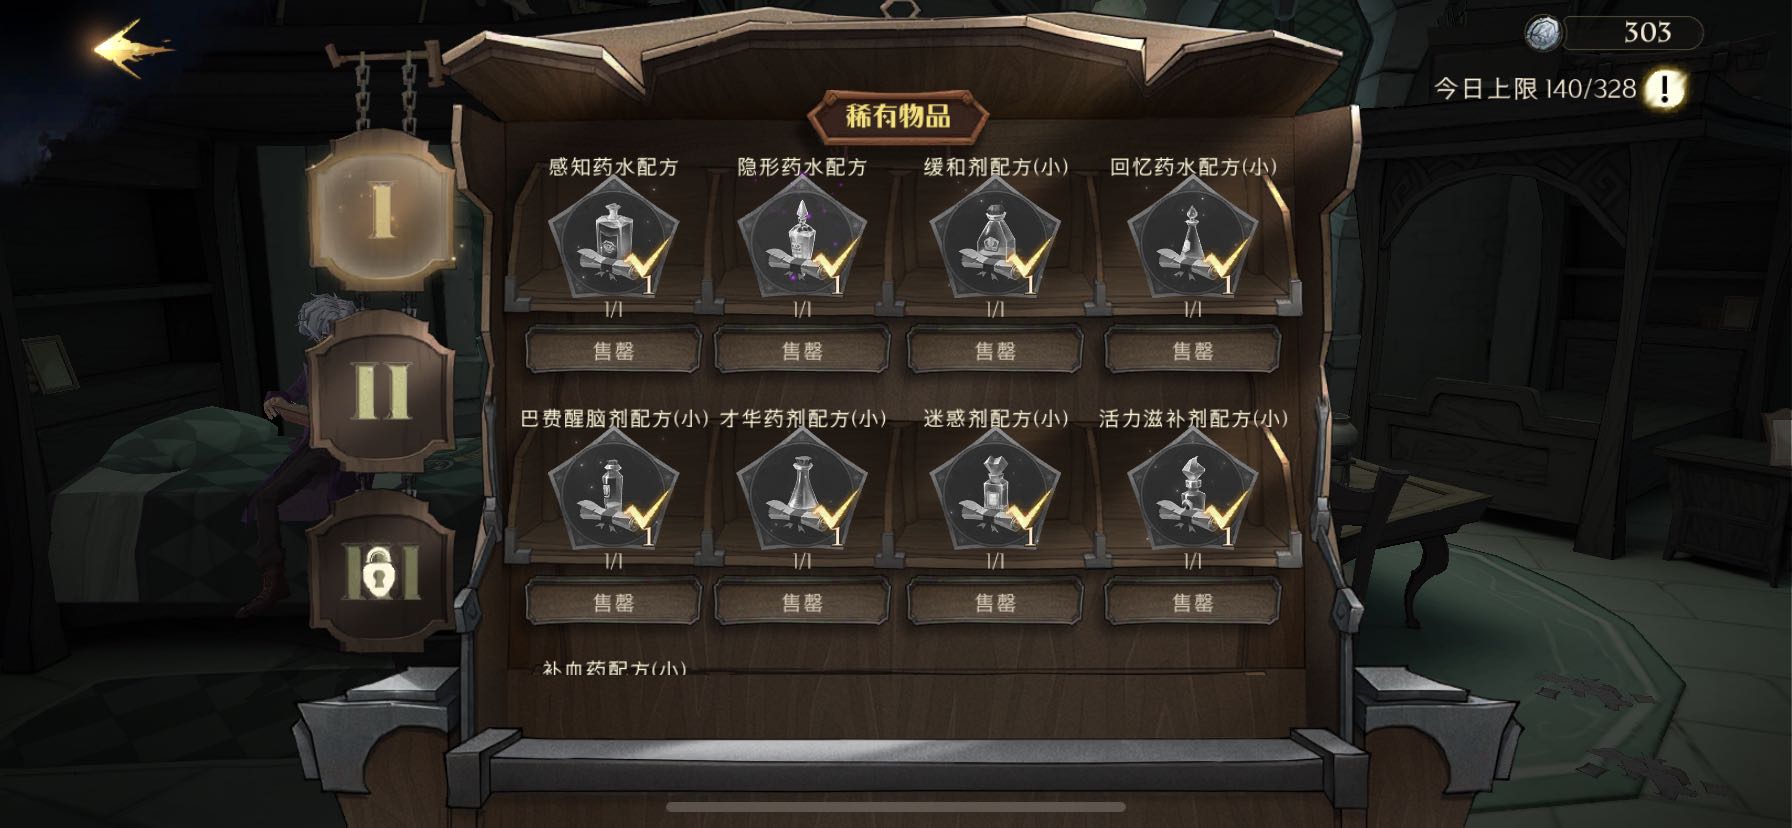 303
今日上限 140/328
稀有物品
I
II
III
感知药水配方
隐形药水配方
缓和剂配方(小)
回忆药水配方(小)
1
1
1
1
1/1
1/1
1/1
1/1
售罄
售罄
售罄
售罄
巴费醒脑剂配方(小)
才华药剂配方(小)
迷惑剂配方(小)
活力滋补剂配方(小)
1
1
1
1
1/1
1/1
1/1
1/1
售罄
售罄
售罄
售罄
补血药配方(小)